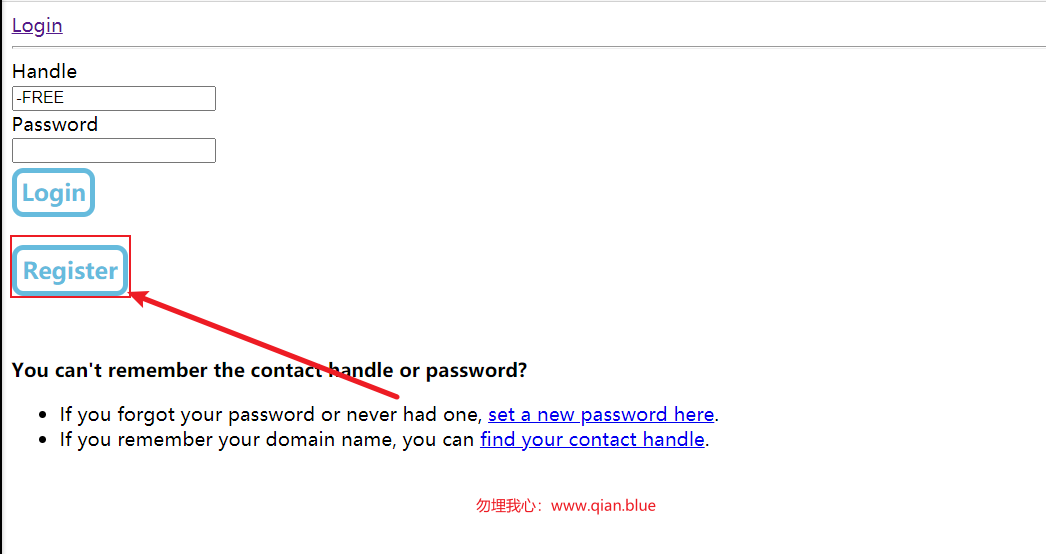 Login
Handle
-FREE
Password
Login
Register
You can't remember the contact handle or password?
If you forgot your password or never had one, set a new password here.
If you remember your domain name, you can find your contact handle.
勿埋我心：www.qian.blue